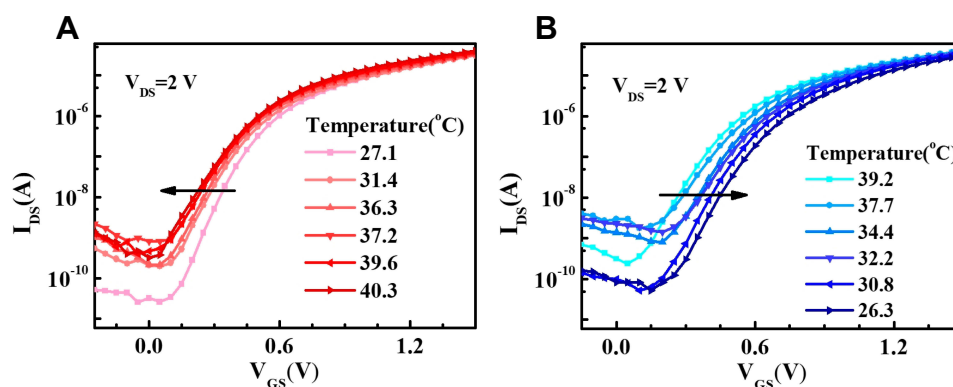 A
V_DS=2 V
Temperature(°C)
27.1
31.4
36.3
37.2
39.6
40.3
I_DS(A)
10^-6
10^-8
10^-10
0.0 0.6 1.2
V_GS(V)
B
V_DS=2 V
Temperature(°C)
39.2
37.7
34.4
32.2
30.8
26.3
I_DS(A)
10^-6
10^-8
10^-10
0.0 0.6 1.2
V_GS(V)